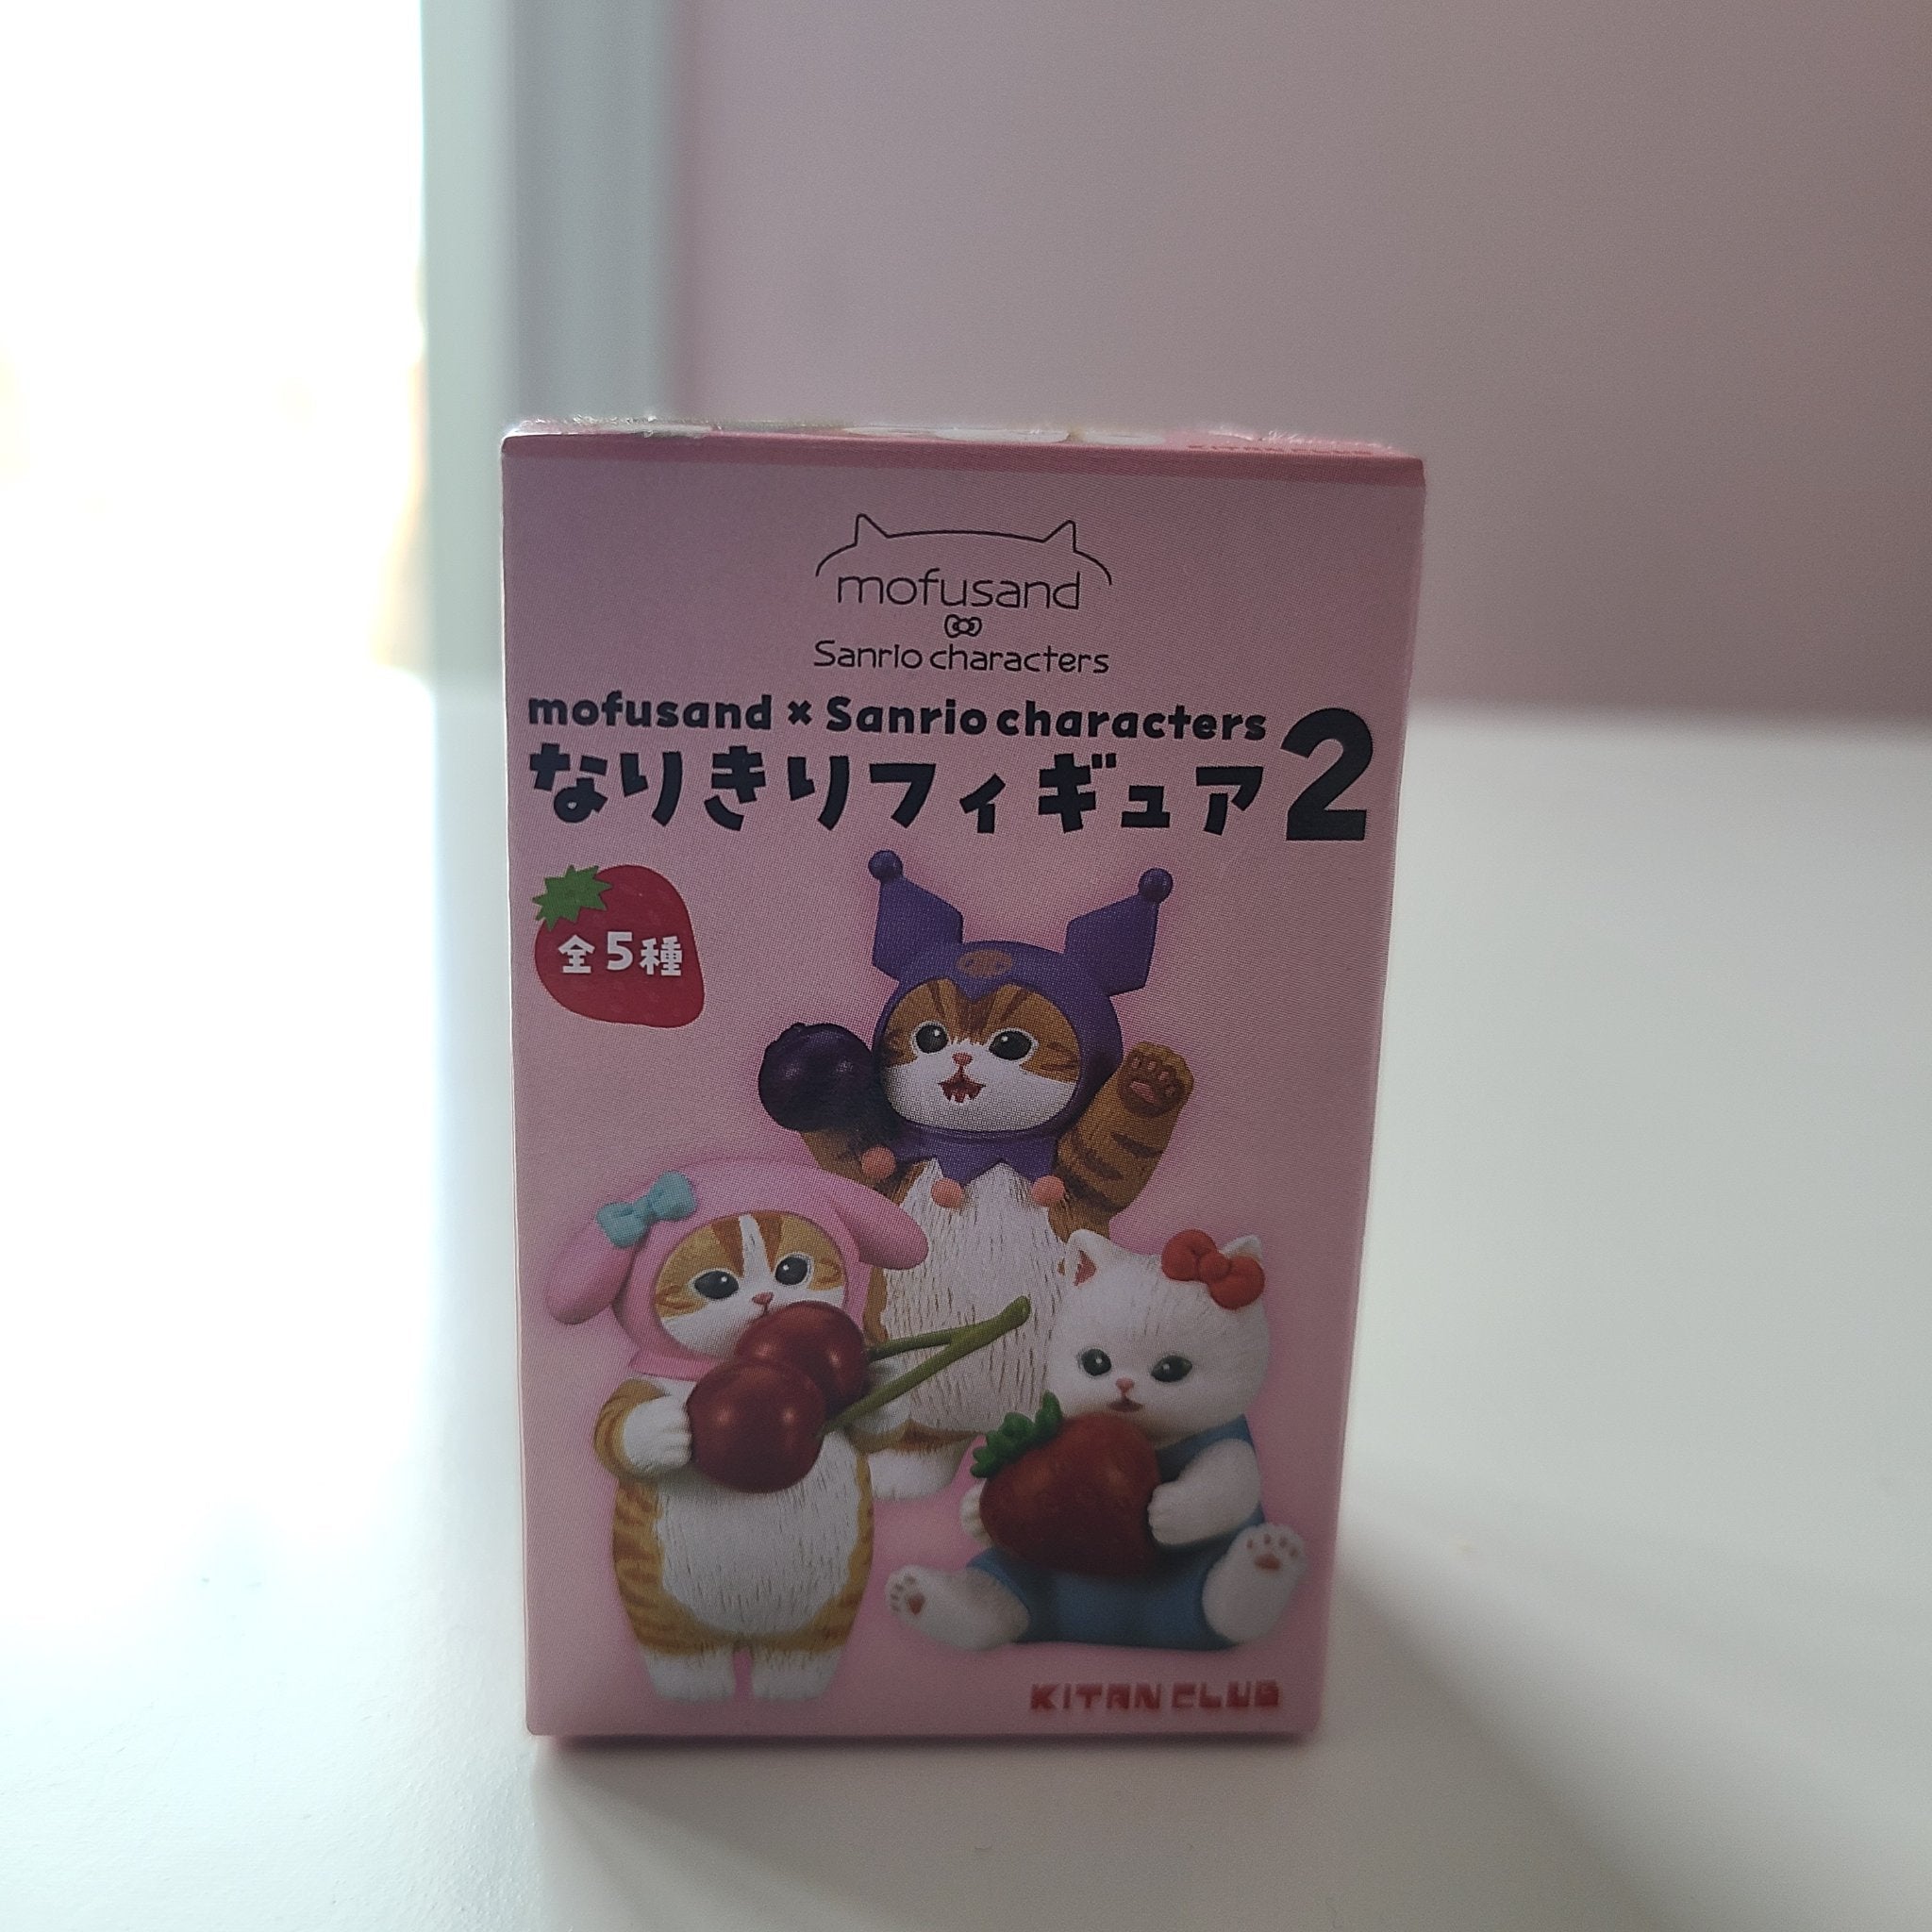 mofusand
Sanrio characters
mofusand × Sanrio characters
なりきりフィギュア2
全5種
KITAN CLUB